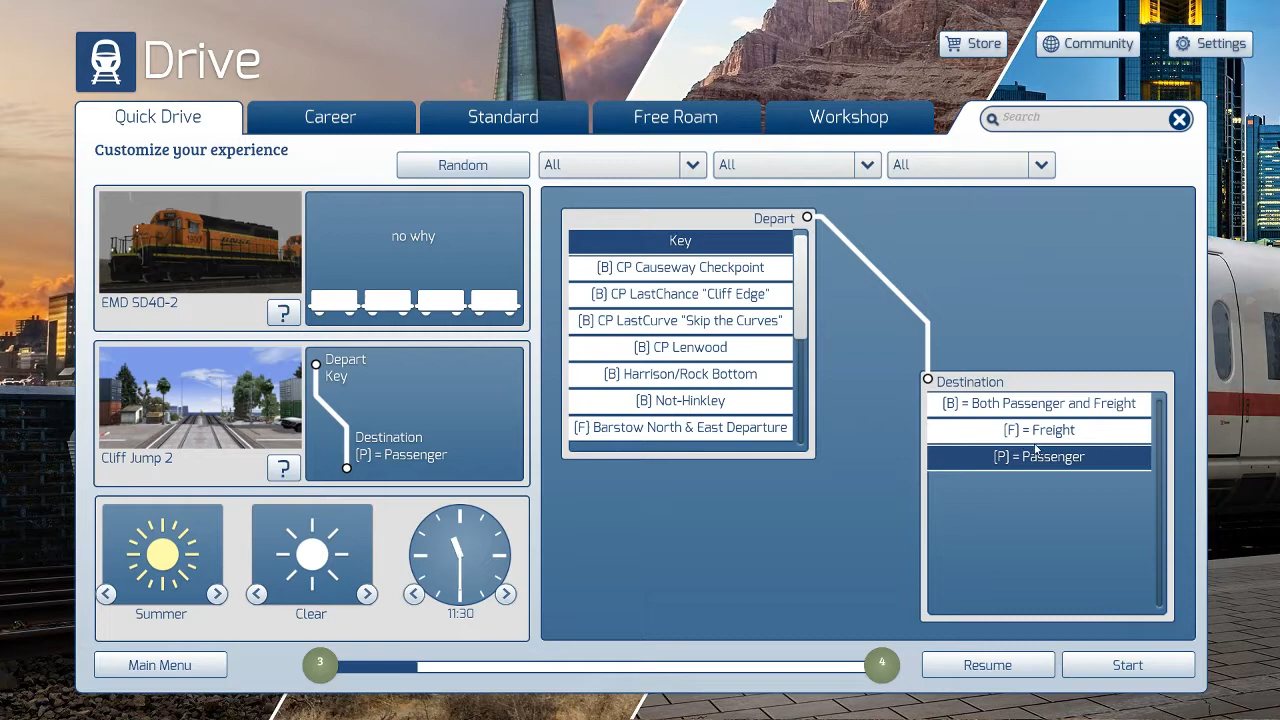 Drive
Store
Community
Settings
Quick Drive
Career
Standard
Free Roam
Workshop
Search
Customize your experience
Random
All
All
All
EMD SD40-2
?
no why
Depart
Key
[B] CP Causeway Checkpoint
[B] CP LastChance "Cliff Edge"
[B] CP LastCurve "Skip the Curves"
[B] CP Lenwood
[B] Harrison/Rock Bottom
[B] Not-Hinkley
[F] Barstow North & East Departure
Cliff Jump 2
?
Depart
Key
Destination
[P] = Passenger
Destination
[B] = Both Passenger and Freight
[F] = Freight
[P] = Passenger
Summer
Clear
11:30
Main Menu
3
4
Resume
Start